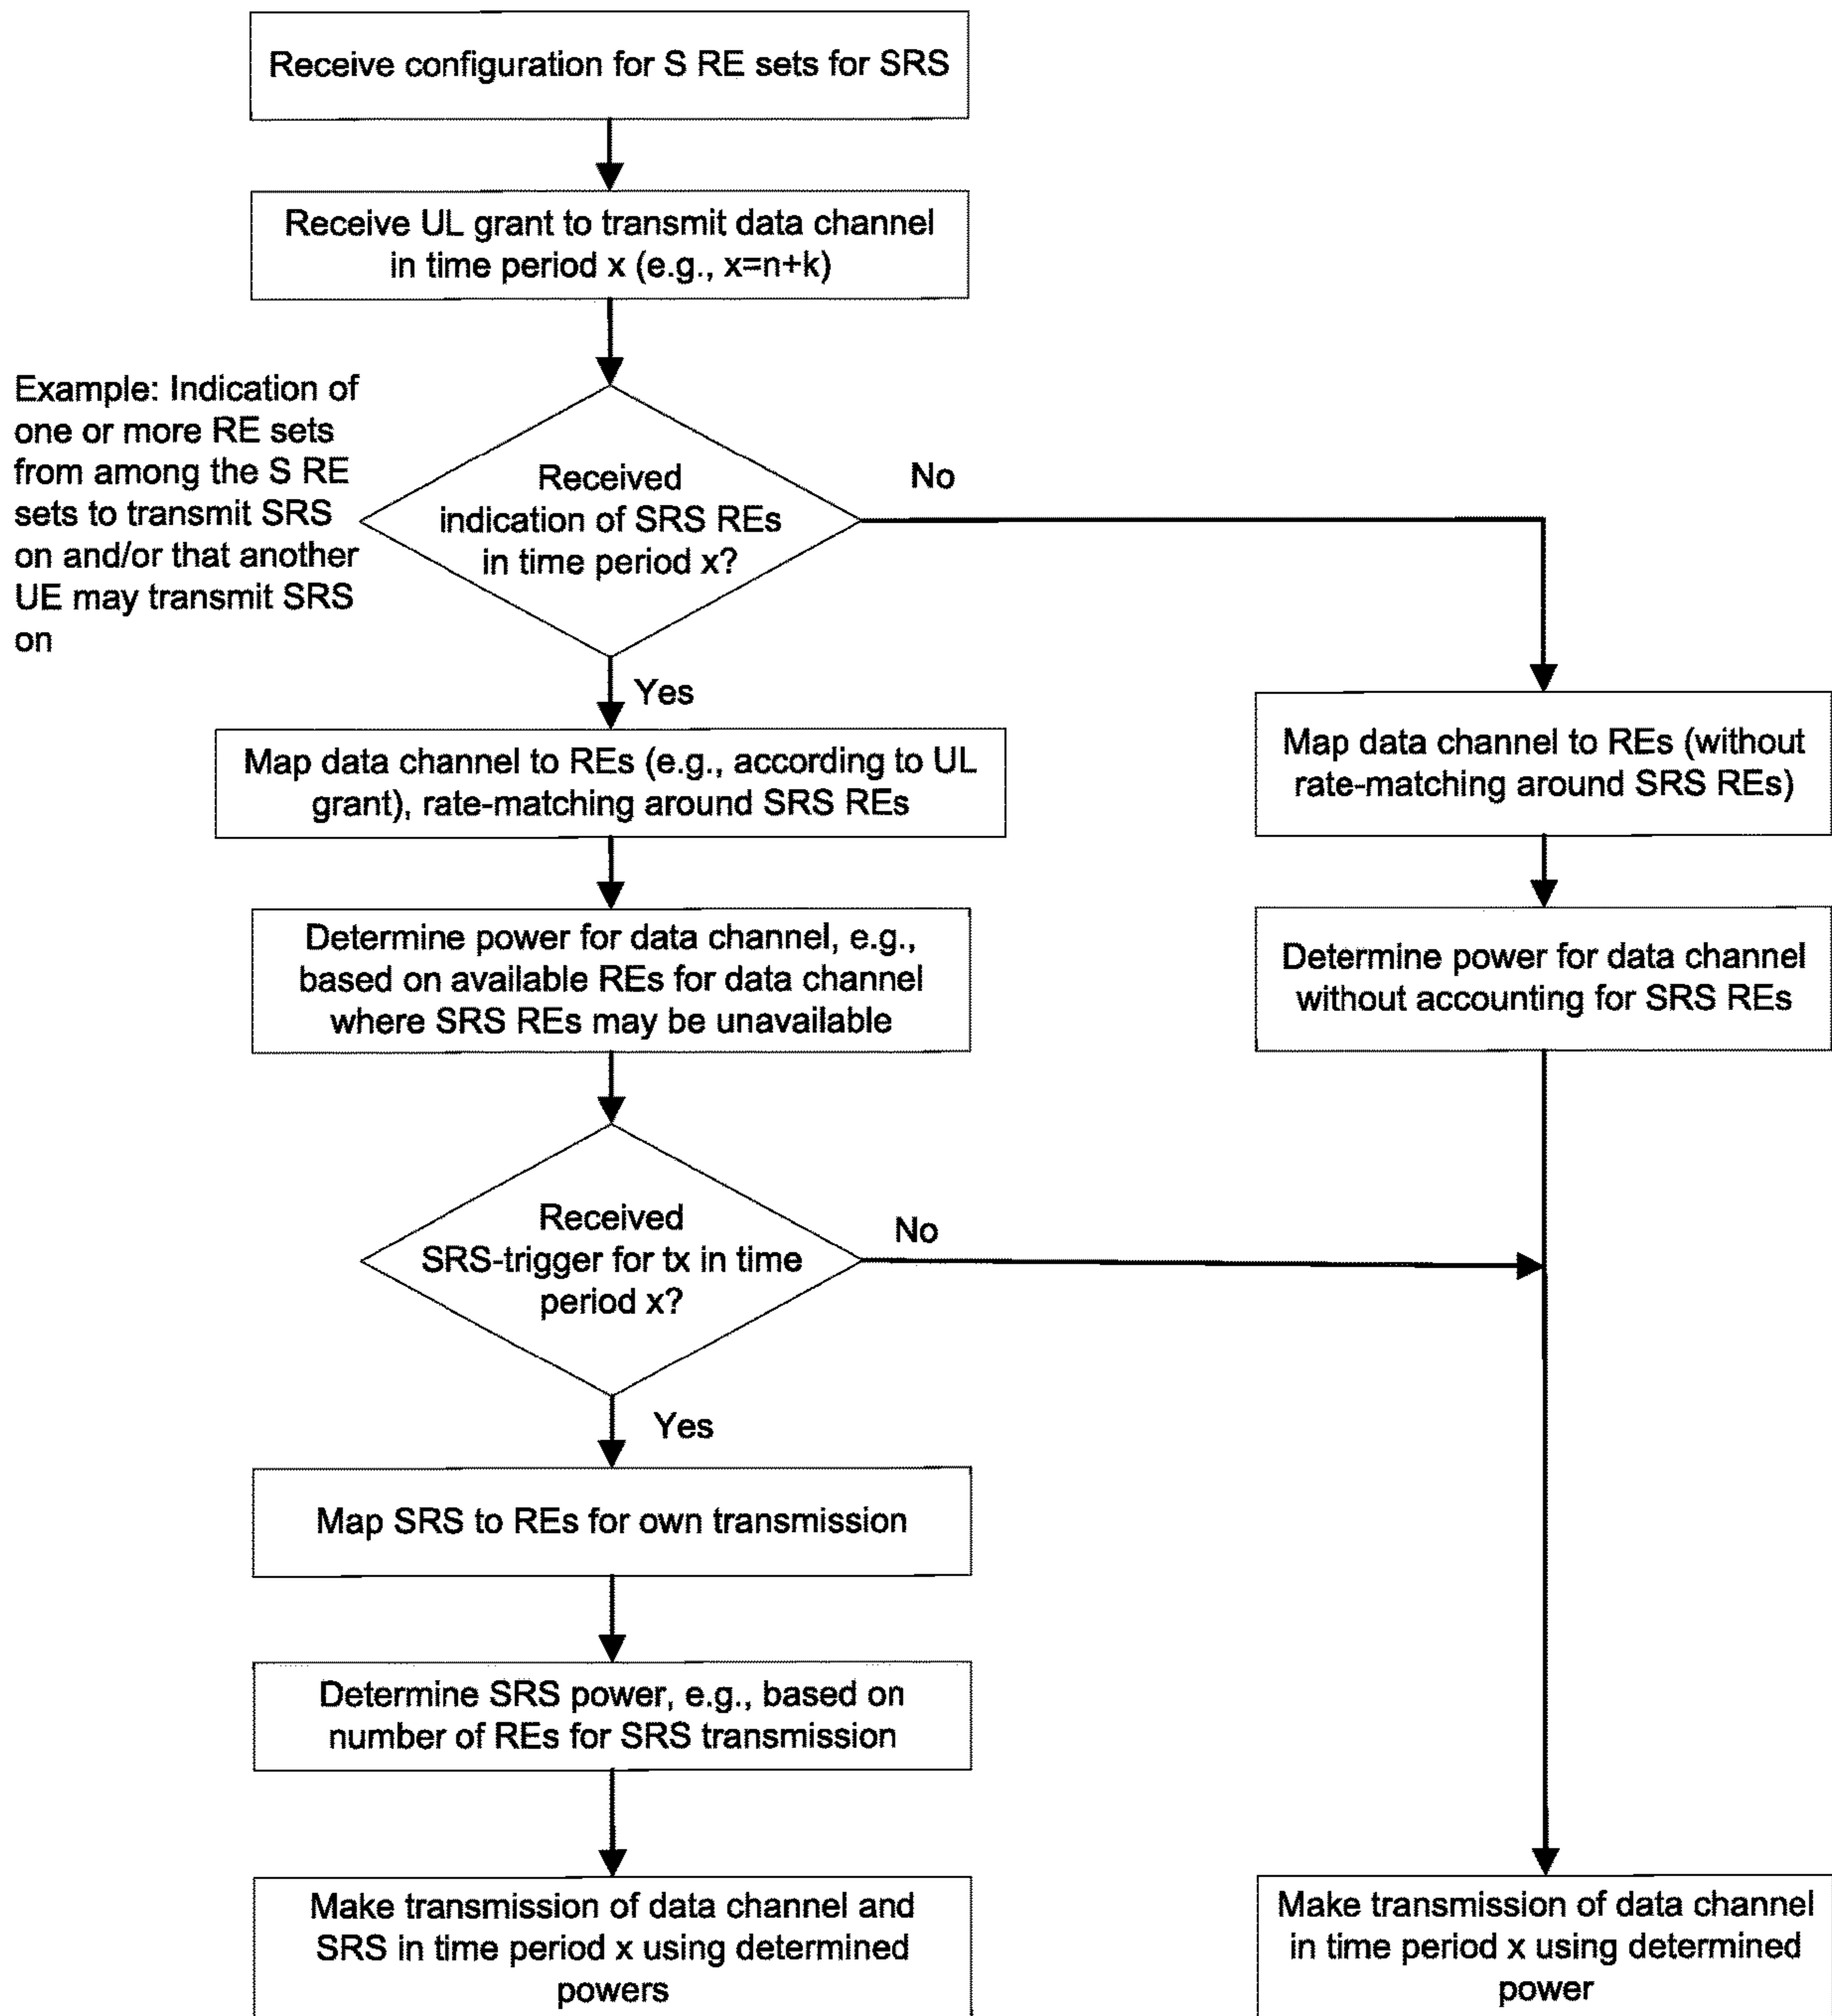 Receive configuration for S RE sets for SRS
Receive UL grant to transmit data channel
in time period x (e.g., x=n+k)
Example: Indication of
one or more RE sets
from among the S RE
sets to transmit SRS
on and/or that another
UE may transmit SRS
on
Received
indication of SRS REs
in time period x?
No
Yes
Map data channel to REs (e.g., according to UL
grant), rate-matching around SRS REs
Map data channel to REs (without
rate-matching around SRS REs)
Determine power for data channel, e.g.,
based on available REs for data channel
where SRS REs may be unavailable
Determine power for data channel
without accounting for SRS REs
Received
SRS-trigger for tx in time
period x?
No
Yes
Map SRS to REs for own transmission
Determine SRS power, e.g., based on
number of REs for SRS transmission
Make transmission of data channel and
SRS in time period x using determined
powers
Make transmission of data channel
in time period x using determined
power